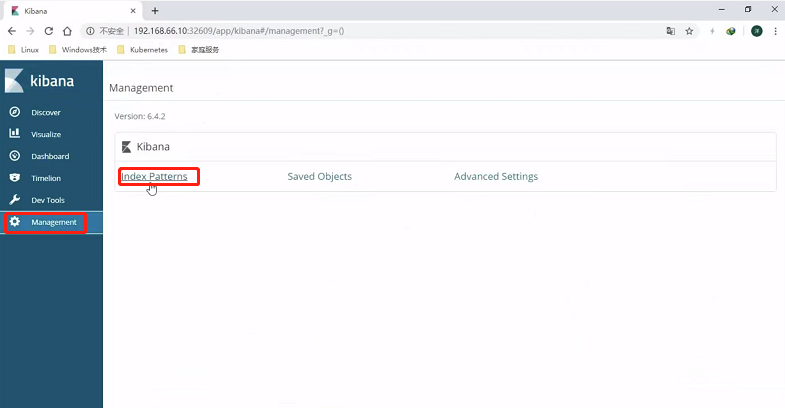 Kibana
不安全 | 192.168.66.10:32609/app/kibana#/management?_g=()
Linux Windows技术 Kubernetes 家庭服务
kibana
Discover
Visualize
Dashboard
Timelion
Dev Tools
Management
Management
Version: 6.4.2
Kibana
Index Patterns Saved Objects Advanced Settings